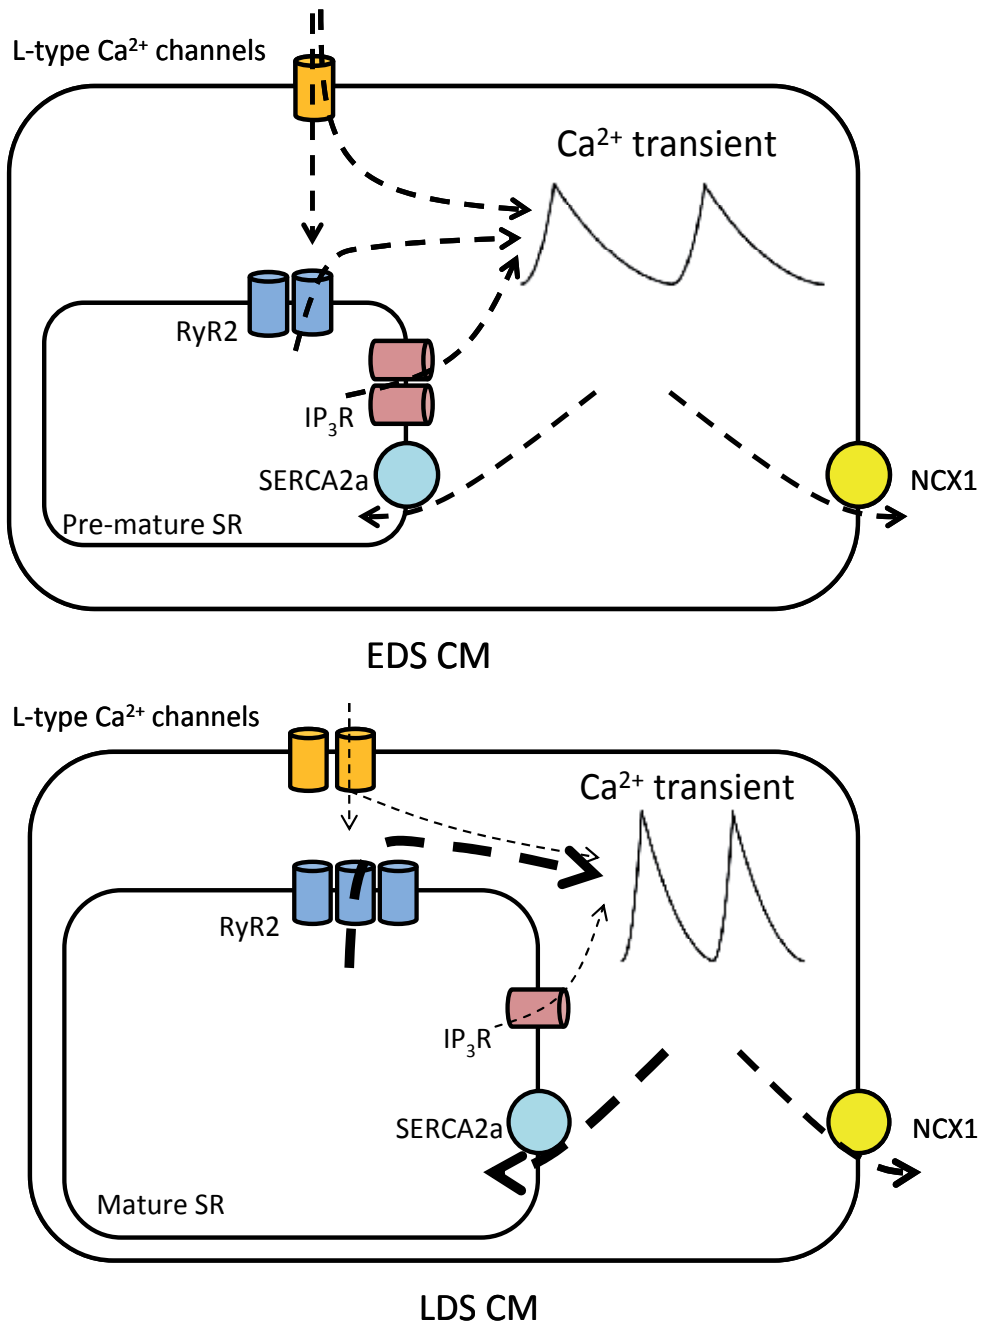 L-type Ca²⁺ channels
Ca²⁺ transient
RyR2
IP₃R
SERCA2a
NCX1
Pre-mature SR
EDS CM
L-type Ca²⁺ channels
Ca²⁺ transient
RyR2
IP₃R
SERCA2a
NCX1
Mature SR
LDS CM